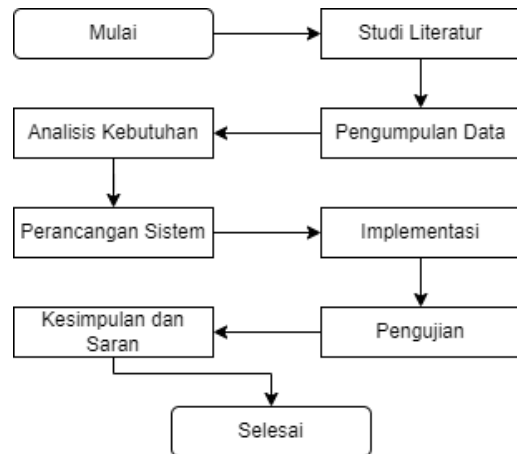 Mulai
Studi Literatur
Pengumpulan Data
Analisis Kebutuhan
Perancangan Sistem
Implementasi
Pengujian
Kesimpulan dan
Saran
Selesai